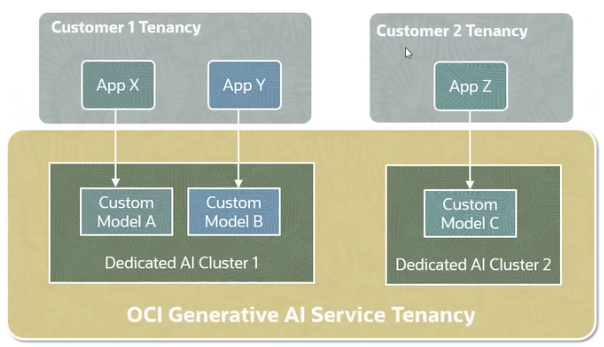 Customer 1 Tenancy
App X
App Y
Customer 2 Tenancy
App Z
Custom
Model A
Custom
Model B
Dedicated AI Cluster 1
Custom
Model C
Dedicated AI Cluster 2
OCI Generative AI Service Tenancy